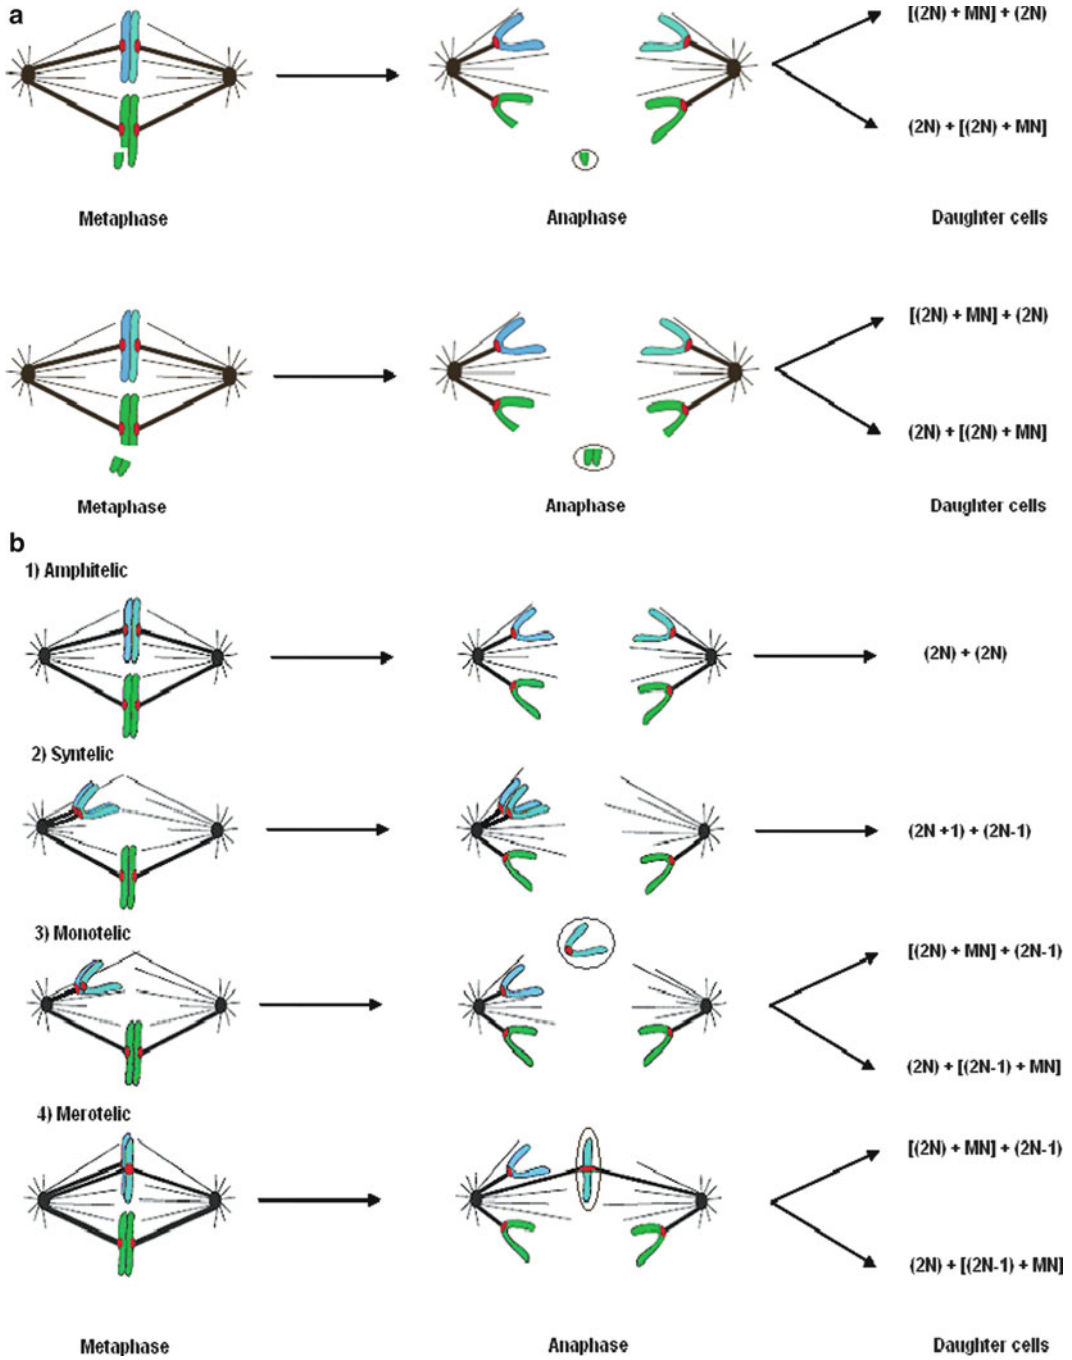 a
[(2N) + MN] + (2N)
(2N) + [(2N) + MN]
Metaphase
Anaphase
Daughter cells
[(2N) + MN] + (2N)
(2N) + [(2N) + MN]
Metaphase
Anaphase
Daughter cells
b
1) Amphitelic
(2N) + (2N)
2) Syntelic
(2N +1) + (2N-1)
3) Monotelic
[(2N) + MN] + (2N-1)
(2N) + [(2N-1) + MN]
4) Merotelic
[(2N) + MN] + (2N-1)
(2N) + [(2N-1) + MN]
Metaphase
Anaphase
Daughter cells